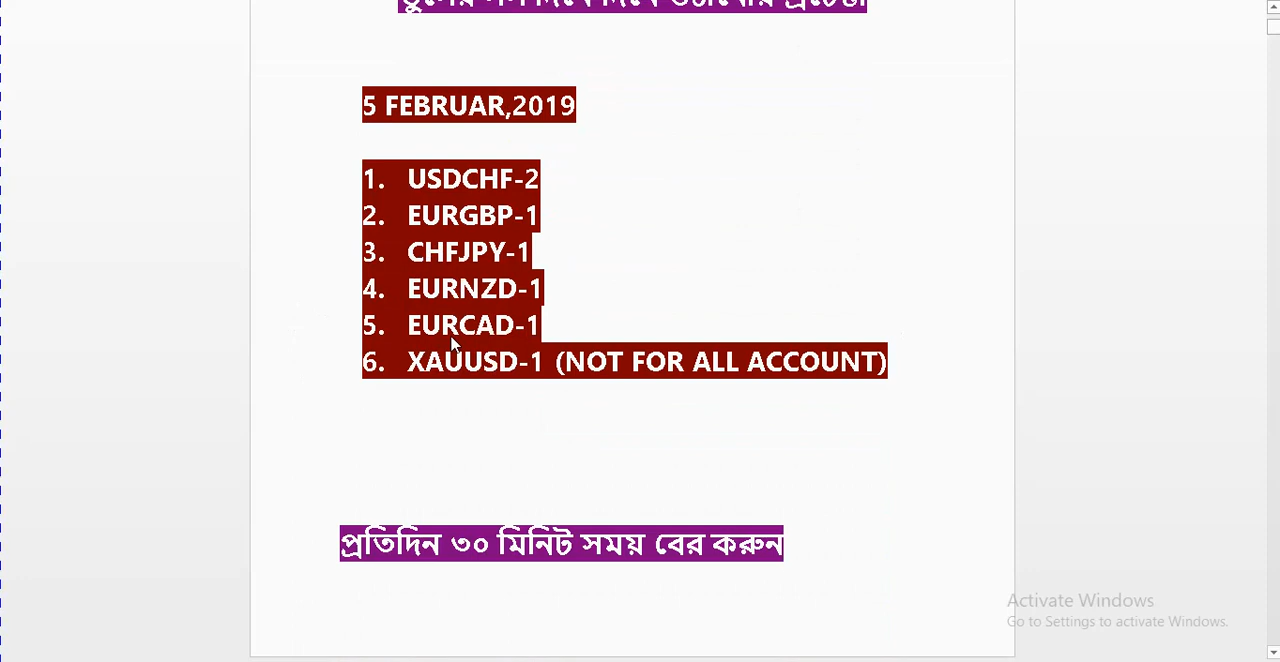 5 FEBRUAR,2019
1. USDCHF-2
2. EURGBP-1
3. CHFJPY-1
4. EURNZD-1
5. EURCAD-1
6. XAUUSD-1 (NOT FOR ALL ACCOUNT)
প্রতিদিন ৩০ মিনিট সময় বের করুন
Activate Windows
Go to Settings to activate Windows.